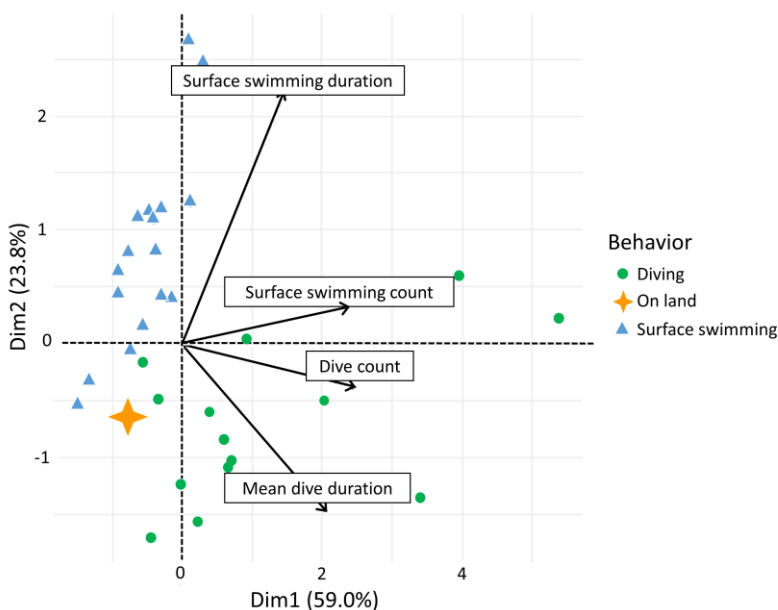 Surface swimming duration
2
1
Surface swimming count
0
Dive count
-1
Mean dive duration
Dim2 (23.8%)
0
2
4
Dim1 (59.0%)
Behavior
Diving
On land
Surface swimming